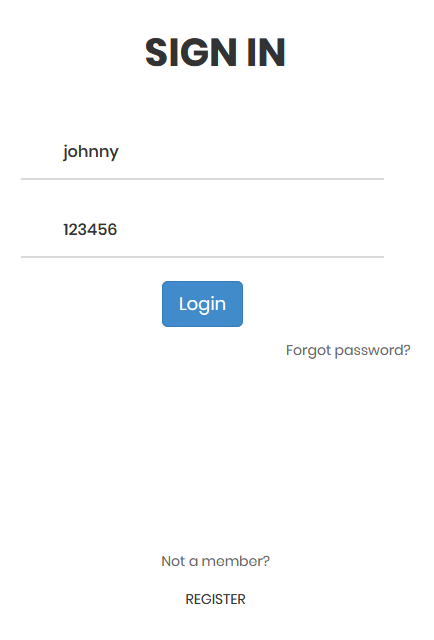 SIGN IN
johnny
123456
Login
Forgot password?
Not a member?
REGISTER